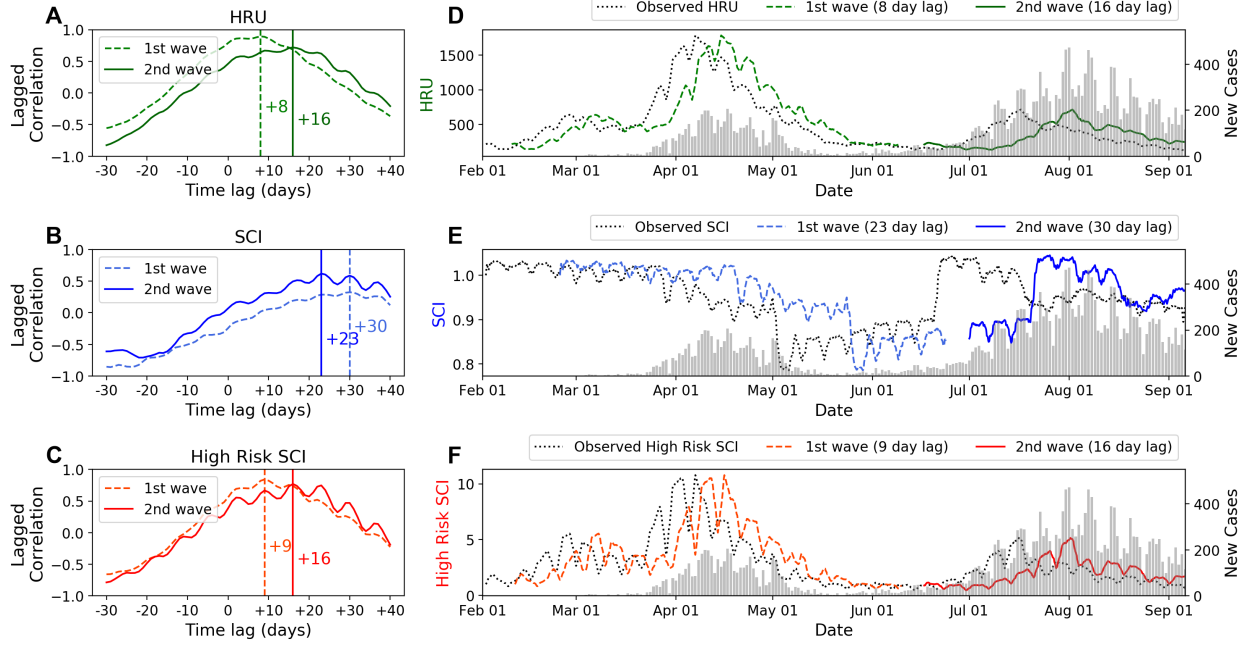 A
HRU
1st wave
2nd wave
+8
+16
1.0
0.5
0.0
−0.5
−1.0
Lagged
Correlation
-30 -20 -10 0 +10 +20 +30 +40
Time lag (days)
D
Observed HRU 1st wave (8 day lag) 2nd wave (16 day lag)
1500
1000
500
HRU
400
200
0
New Cases
Feb 01 Mar 01 Apr 01 May 01 Jun 01 Jul 01 Aug 01 Sep 01
Date
B
SCI
1st wave
2nd wave
+23
+30
1.0
0.5
0.0
−0.5
−1.0
Lagged
Correlation
-30 -20 -10 0 +10 +20 +30 +40
Time lag (days)
E
Observed SCI 1st wave (23 day lag) 2nd wave (30 day lag)
1.0
0.9
0.8
SCI
400
200
0
New Cases
Feb 01 Mar 01 Apr 01 May 01 Jun 01 Jul 01 Aug 01 Sep 01
Date
C
High Risk SCI
1st wave
2nd wave
+9
+16
1.0
0.5
0.0
−0.5
−1.0
Lagged
Correlation
-30 -20 -10 0 +10 +20 +30 +40
Time lag (days)
F
Observed High Risk SCI 1st wave (9 day lag) 2nd wave (16 day lag)
10
5
0
High Risk SCI
400
200
0
New Cases
Feb 01 Mar 01 Apr 01 May 01 Jun 01 Jul 01 Aug 01 Sep 01
Date